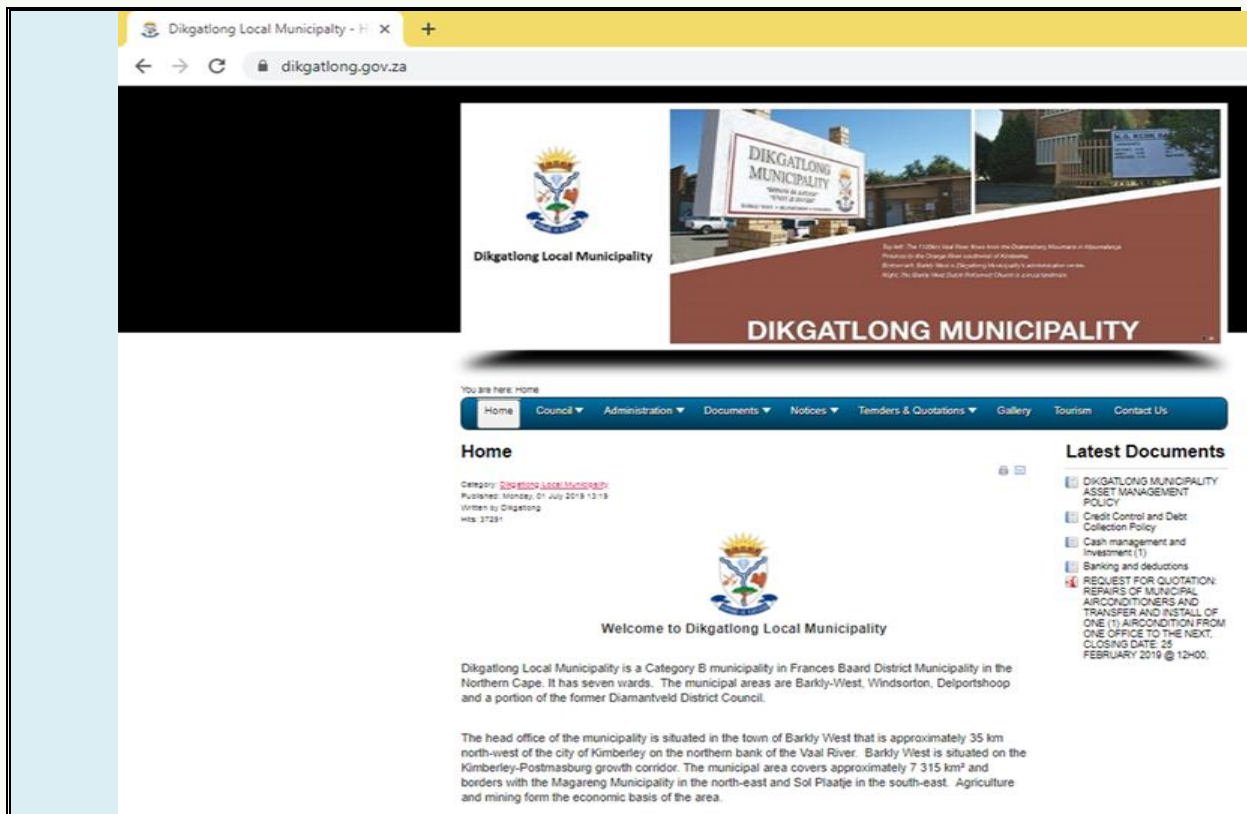 Dikgatlong Local Municipalty - H
dikgatlong.gov.za
Dikgatlong Local Municipality
DIKGATLONG
MUNICIPALITY
DIKGATLONG MUNICIPALITY
You are here: Home
Home Council Administration Documents Notices Temders & Quotations Gallery Tourism Contact Us
Home
Category: Dikgatlong Local Municipality
Published: Monday, 01 July 2019 13:19
Written by Dikgatlong
Hits: 37291
Welcome to Dikgatlong Local Municipality
Dikgatlong Local Municipality is a Category B municipality in Frances Baard District Municipality in the
Northern Cape. It has seven wards. The municipal areas are Barkly-West, Windsorton, Delportshoop
and a portion of the former Diamantveld District Council.
The head office of the municipality is situated in the town of Barkly West that is approximately 35 km
north-west of the city of Kimberley on the northern bank of the Vaal River. Barkly West is situated on the
Kimberley-Postmasburg growth corridor. The municipal area covers approximately 7 315 km² and
borders with the Magareng Municipality in the north-east and Sol Plaatje in the south-east. Agriculture
and mining form the economic basis of the area.
Latest Documents
DIKGATLONG MUNICIPALITY
ASSET MANAGEMENT
POLICY
Credit Control and Debt
Collection Policy
Cash management and
Investment (1)
Banking and deductions
REQUEST FOR QUOTATION:
REPAIRS OF MUNICIPAL
AIRCONDITIONERS AND
TRANSFER AND INSTALL OF
ONE (1) AIRCONDITION FROM
ONE OFFICE TO THE NEXT,
CLOSING DATE: 25
FEBRUARY 2019 @ 12H00.